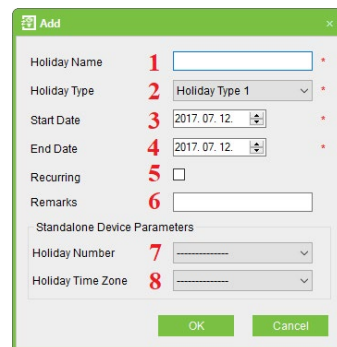 Add
Holiday Name 1 *
Holiday Type 2 Holiday Type 1 *
Start Date 3 2017. 07. 12. *
End Date 4 2017. 07. 12. *
Recurring 5
Remarks 6
Standalone Device Parameters
Holiday Number 7 --------------
Holiday Time Zone 8 --------------
OK Cancel